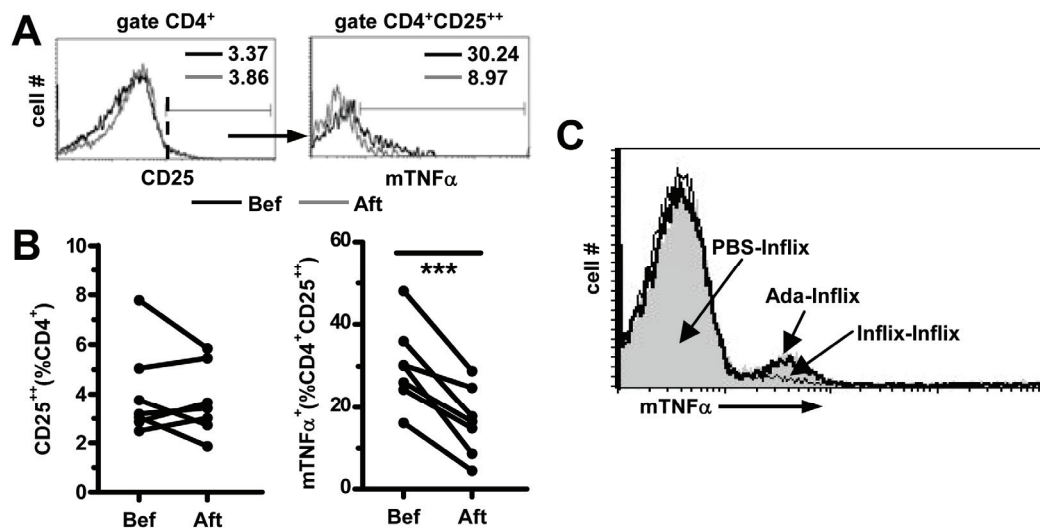 A
gate CD4⁺
gate CD4⁺CD25⁺⁺
3.37
3.86
30.24
8.97
cell #
CD25
mTNFα
Bef
Aft
B
CD25⁺⁺(%CD4⁺)
10
8
6
4
2
0
Bef
Aft
mTNFα⁺(%CD4⁺CD25⁺⁺)
60
40
20
0
***
Bef
Aft
C
cell #
PBS-Inflix
Ada-Inflix
Inflix-Inflix
mTNFα